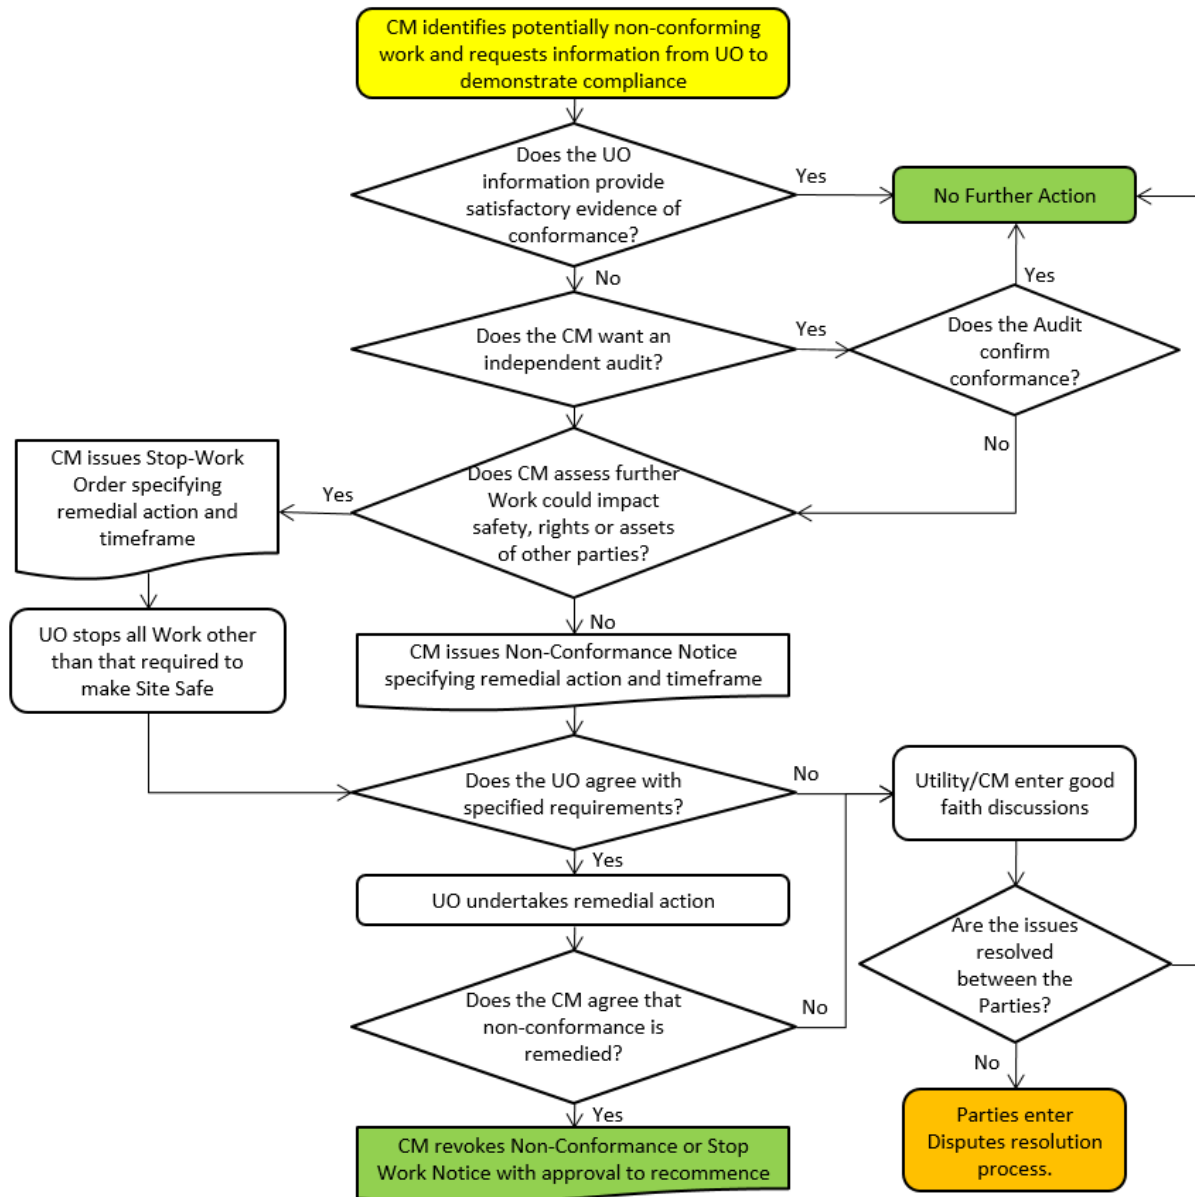 CM identifies potentially non-conforming
work and requests information from UO to
demonstrate compliance
Does the UO
information provide
satisfactory evidence of
conformance?
Yes
No Further Action
No
Yes
Does the CM want an
independent audit?
Yes
Does the Audit
confirm
conformance?
No
CM issues Stop-Work
Order specifying
remedial action and
timeframe
Yes
Does CM assess further
Work could impact
safety, rights or assets
of other parties?
UO stops all Work other
than that required to
make Site Safe
No
CM issues Non-Conformance Notice
specifying remedial action and timeframe
Does the UO agree with
specified requirements?
No
Utility/CM enter good
faith discussions
Yes
UO undertakes remedial action
Are the issues
resolved
between the
Parties?
Does the CM agree that
non-conformance is
remedied?
No
No
Yes
Parties enter
Disputes resolution
process.
CM revokes Non-Conformance or Stop
Work Notice with approval to recommence